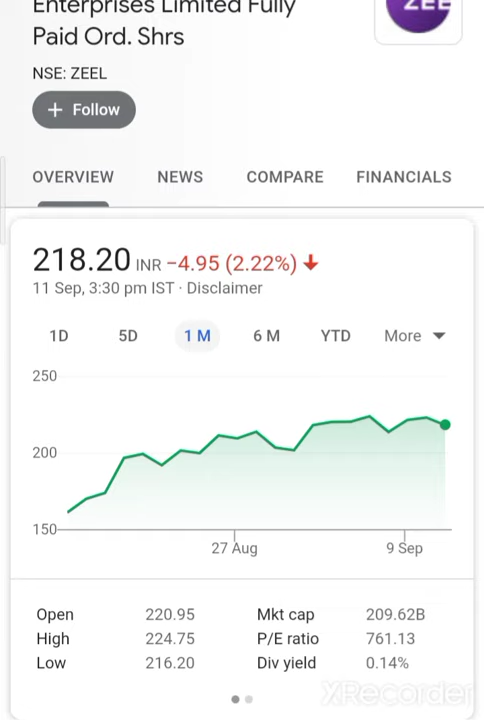 Enterprises Limited Fully
Paid Ord. Shrs
ZEE
NSE: ZEEL
+ Follow
OVERVIEW NEWS COMPARE FINANCIALS
218.20 INR −4.95 (2.22%)
11 Sep, 3:30 pm IST · Disclaimer
1D 5D 1 M 6 M YTD More
250
200
150
27 Aug 9 Sep
Open 220.95 Mkt cap 209.62B
High 224.75 P/E ratio 761.13
Low 216.20 Div yield 0.14%
XRecorder